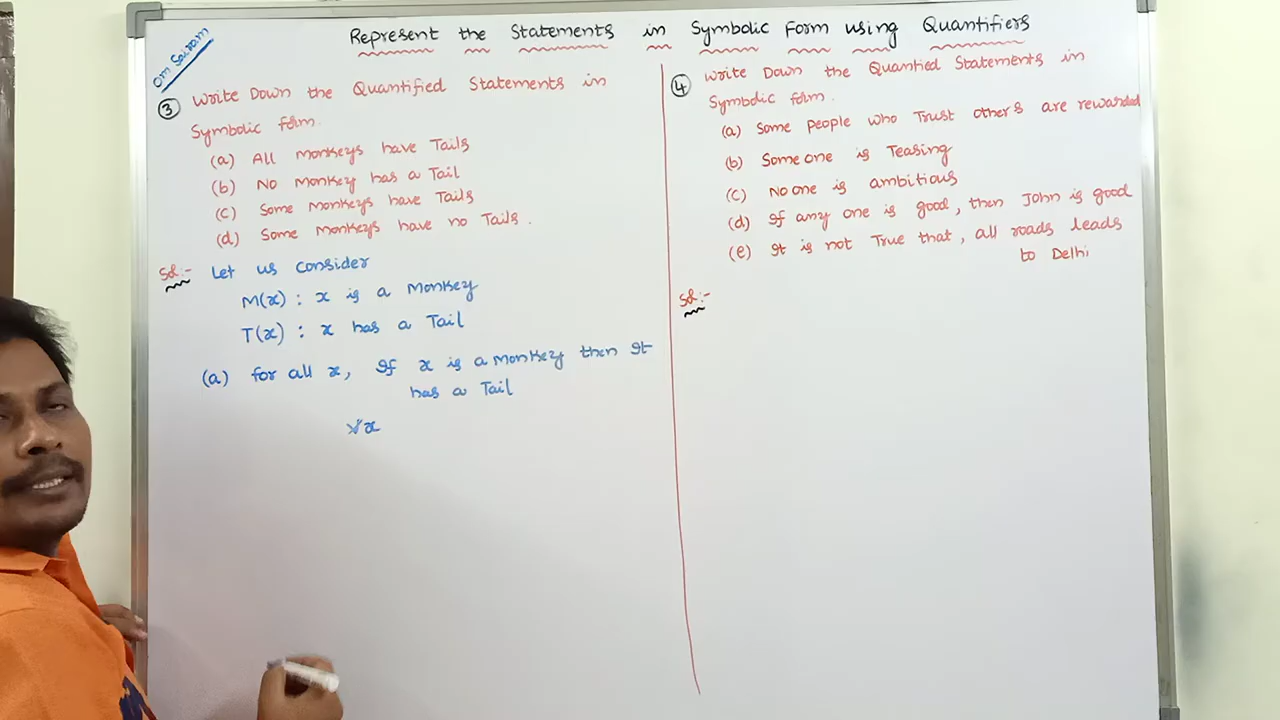 Om Sairam
Represent the Statements in Symbolic Form using Quantifiers
③ Write Down the Quantified Statements in
Symbolic form.
(a) All monkeys have Tails
(b) No monkey has a Tail
(c) Some monkeys have Tails
(d) Some monkeys have no Tails.
Sol:- Let us consider
M(x) : x is a monkey
T(x) : x has a Tail
(a) for all x, If x is a monkey then It
has a Tail
∀x
④ Write Down the Quantied Statements in
Symbolic form.
(a) Some people who Trust others are rewarded
(b) Some one is Teasing
(c) No one is ambitious
(d) If any one is good, then John is good
(e) It is not True that, all roads leads
to Delhi
Sol:-